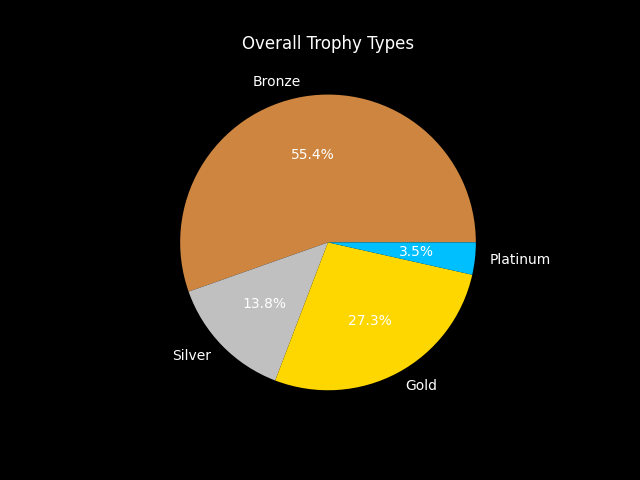 Overall Trophy Types
Bronze
55.4%
3.5%
Platinum
13.8%
27.3%
Silver
Gold